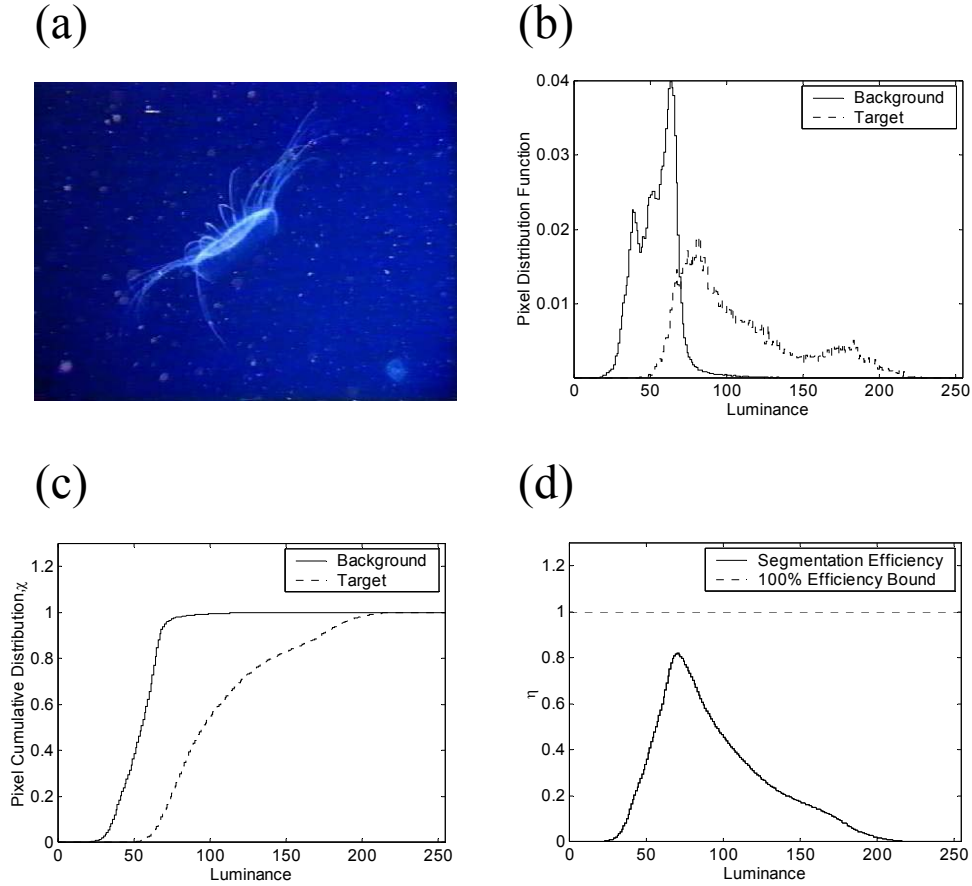 (a)
(b)
0.04
0.03
0.02
0.01
0 50 100 150 200 250
Luminance
Pixel Distribution Function
Background
Target
(c)
1.2
1
0.8
0.6
0.4
0.2
0
0 50 100 150 200 250
Luminance
Pixel Cumulative Distribution,χ
Background
Target
(d)
1.2
1
0.8
0.6
0.4
0.2
0
0 50 100 150 200 250
Luminance
η
Segmentation Efficiency
100% Efficiency Bound